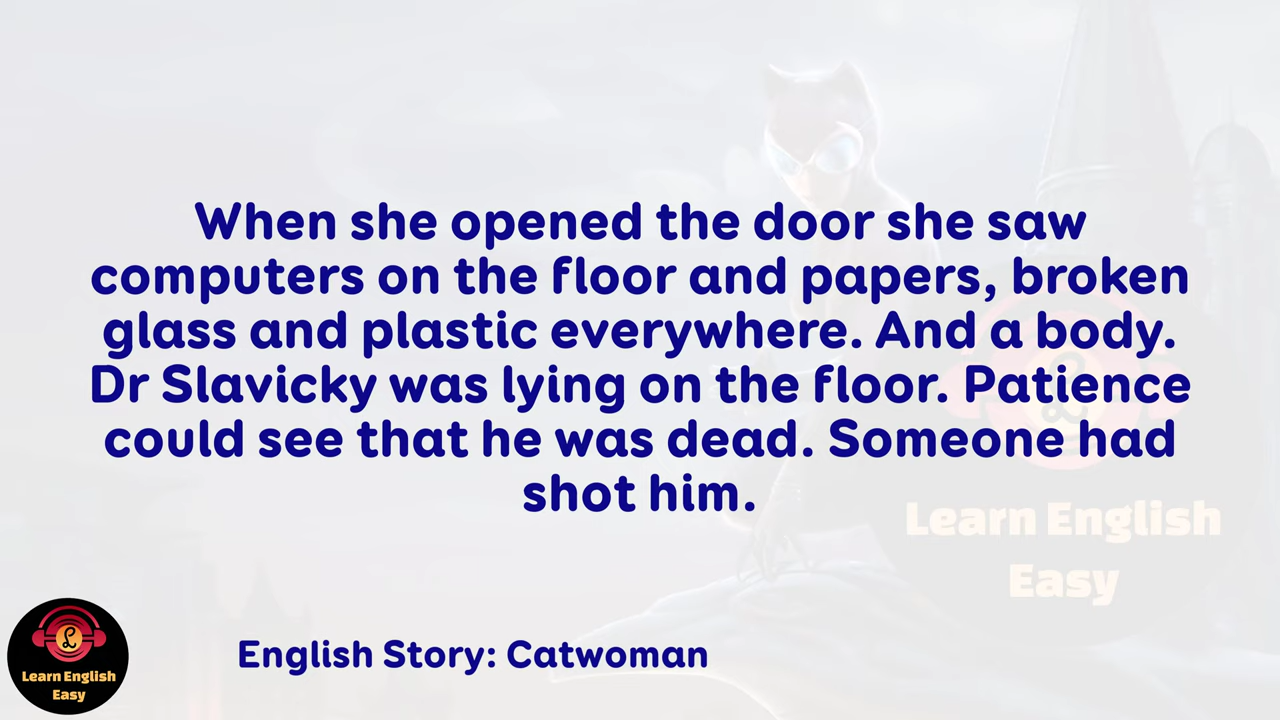 When she opened the door she saw
computers on the floor and papers, broken
glass and plastic everywhere. And a body.
Dr Slavicky was lying on the floor. Patience
could see that he was dead. Someone had
shot him.
Learn English
Easy
English Story: Catwoman
Learn English
Easy